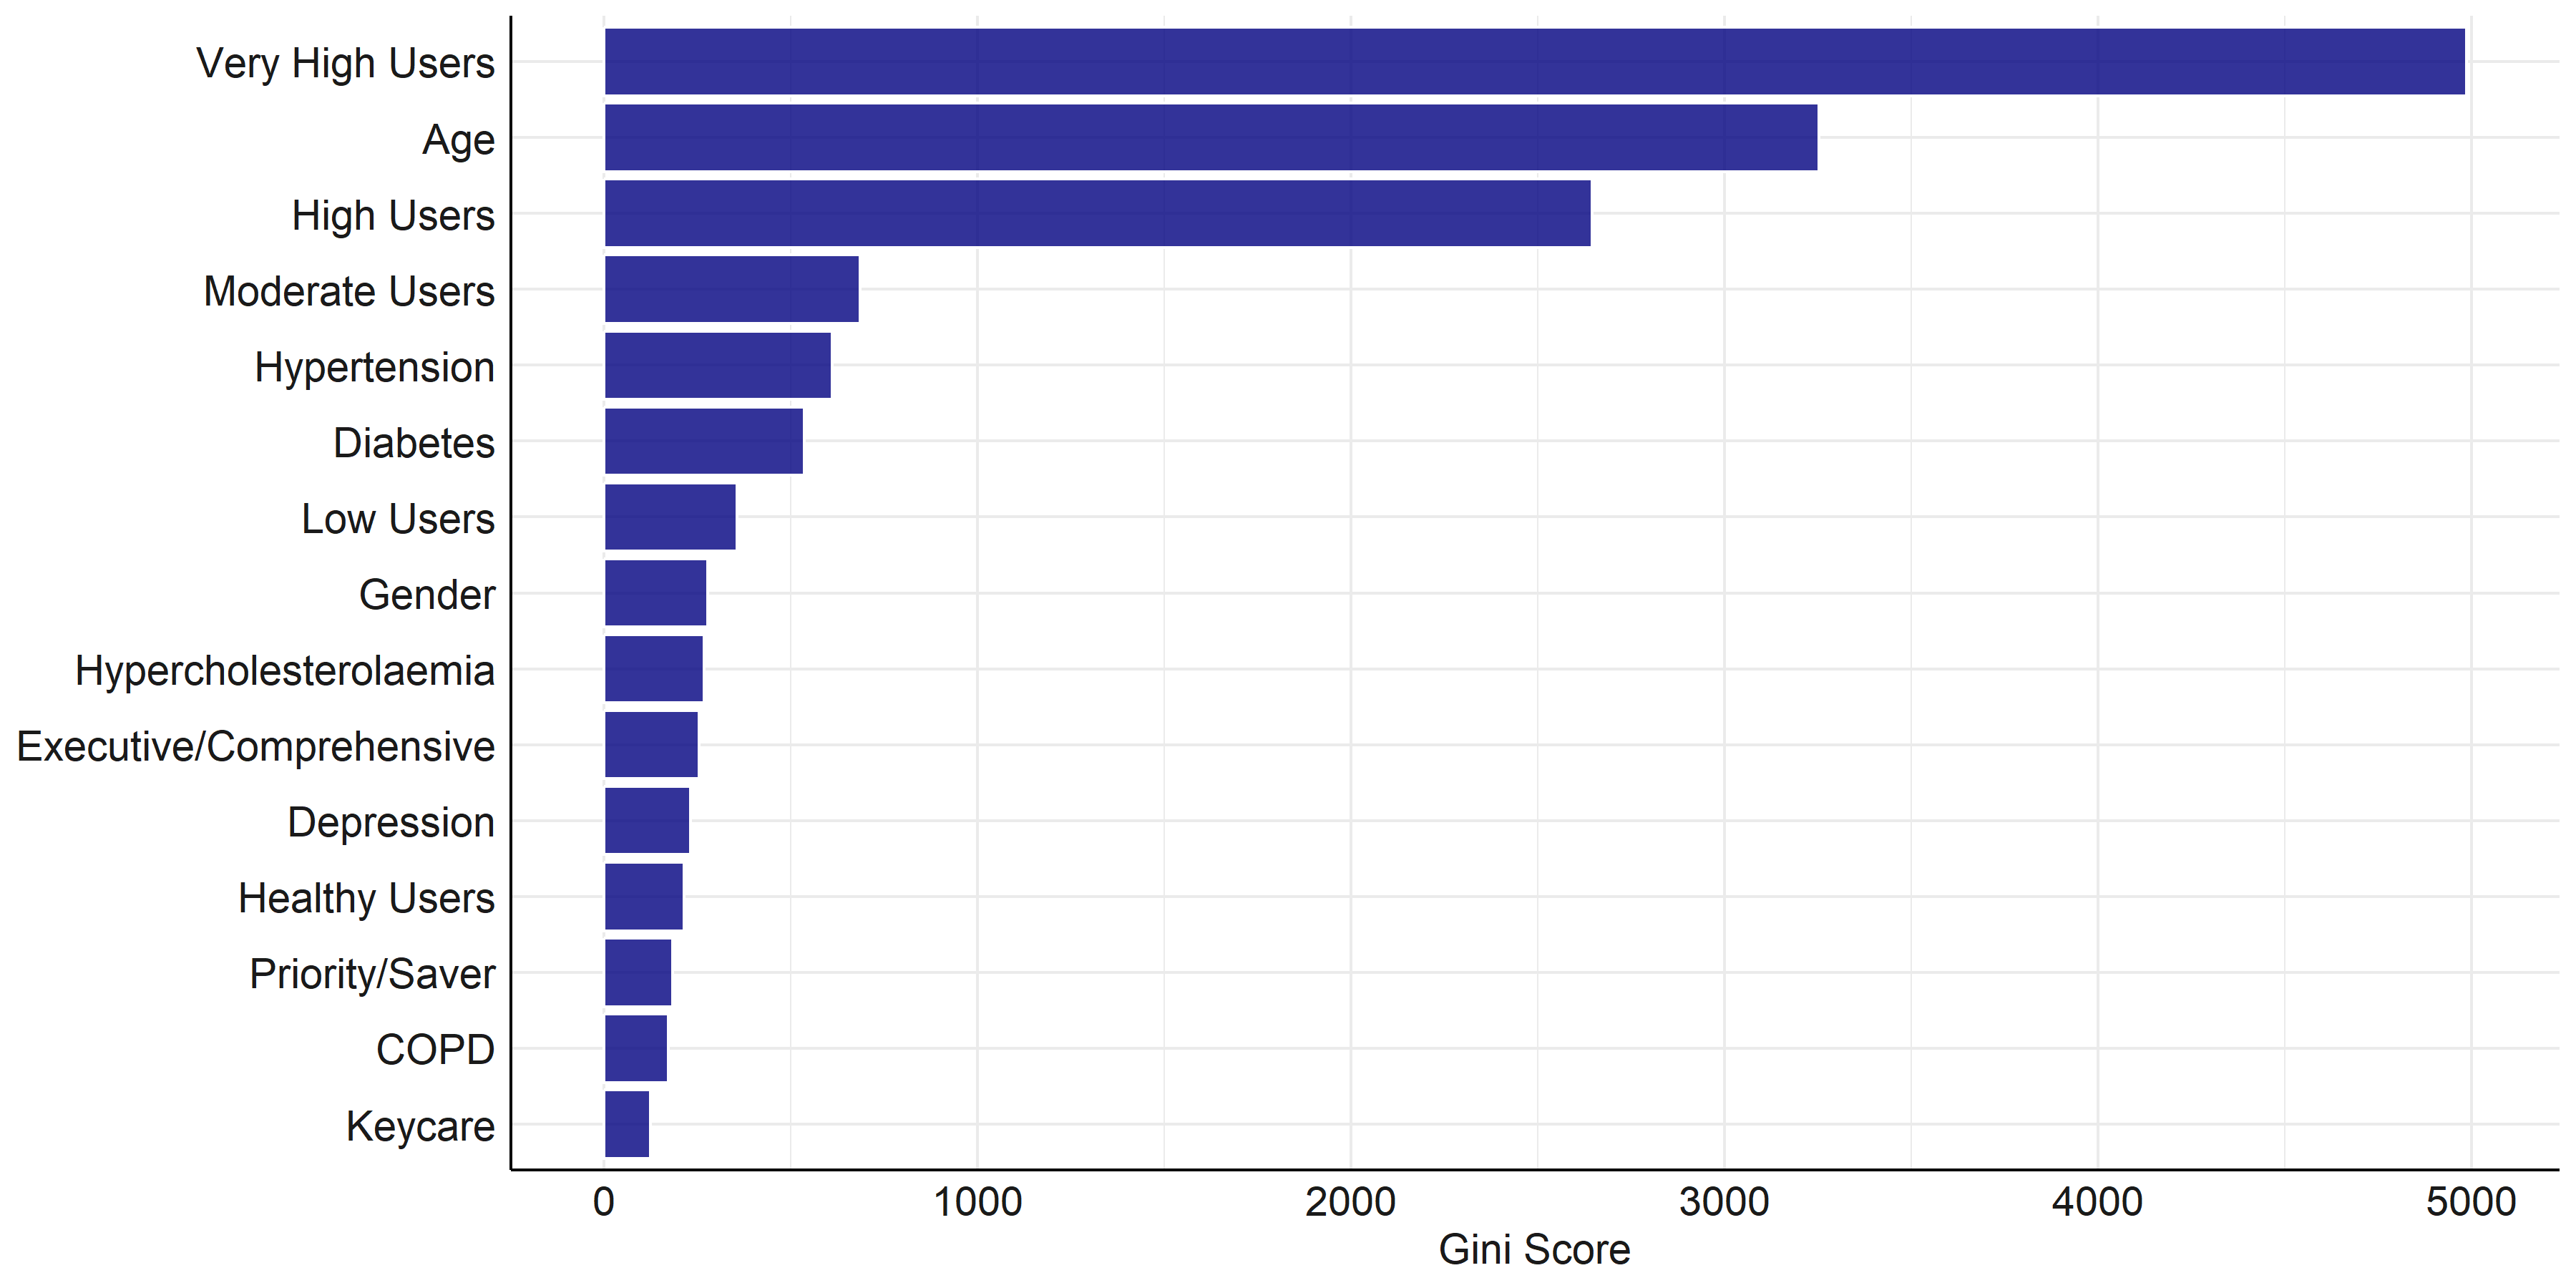 Very High Users
Age
High Users
Moderate Users
Hypertension
Diabetes
Low Users
Gender
Hypercholesterolaemia
Executive/Comprehensive
Depression
Healthy Users
Priority/Saver
COPD
Keycare
0 1000 2000 3000 4000 5000
Gini Score